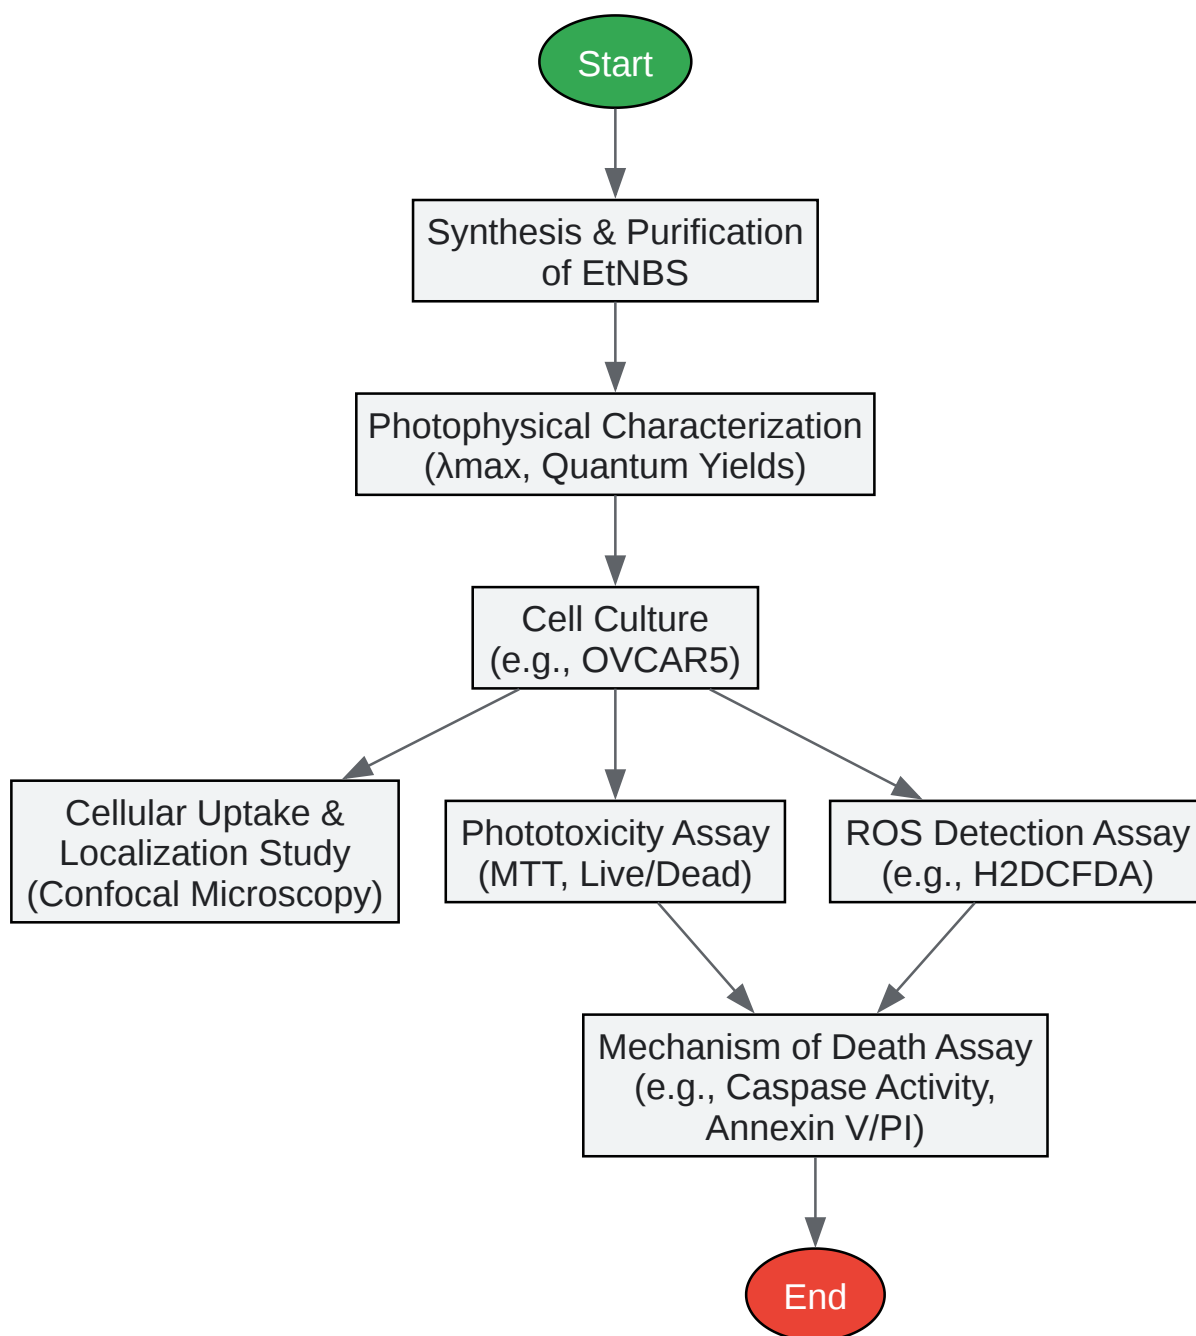 Start
Synthesis & Purification
of EtNBS
Photophysical Characterization
(λmax, Quantum Yields)
Cell Culture
(e.g., OVCAR5)
Cellular Uptake &
Localization Study
(Confocal Microscopy)
Phototoxicity Assay
(MTT, Live/Dead)
ROS Detection Assay
(e.g., H2DCFDA)
Mechanism of Death Assay
(e.g., Caspase Activity,
Annexin V/PI)
End